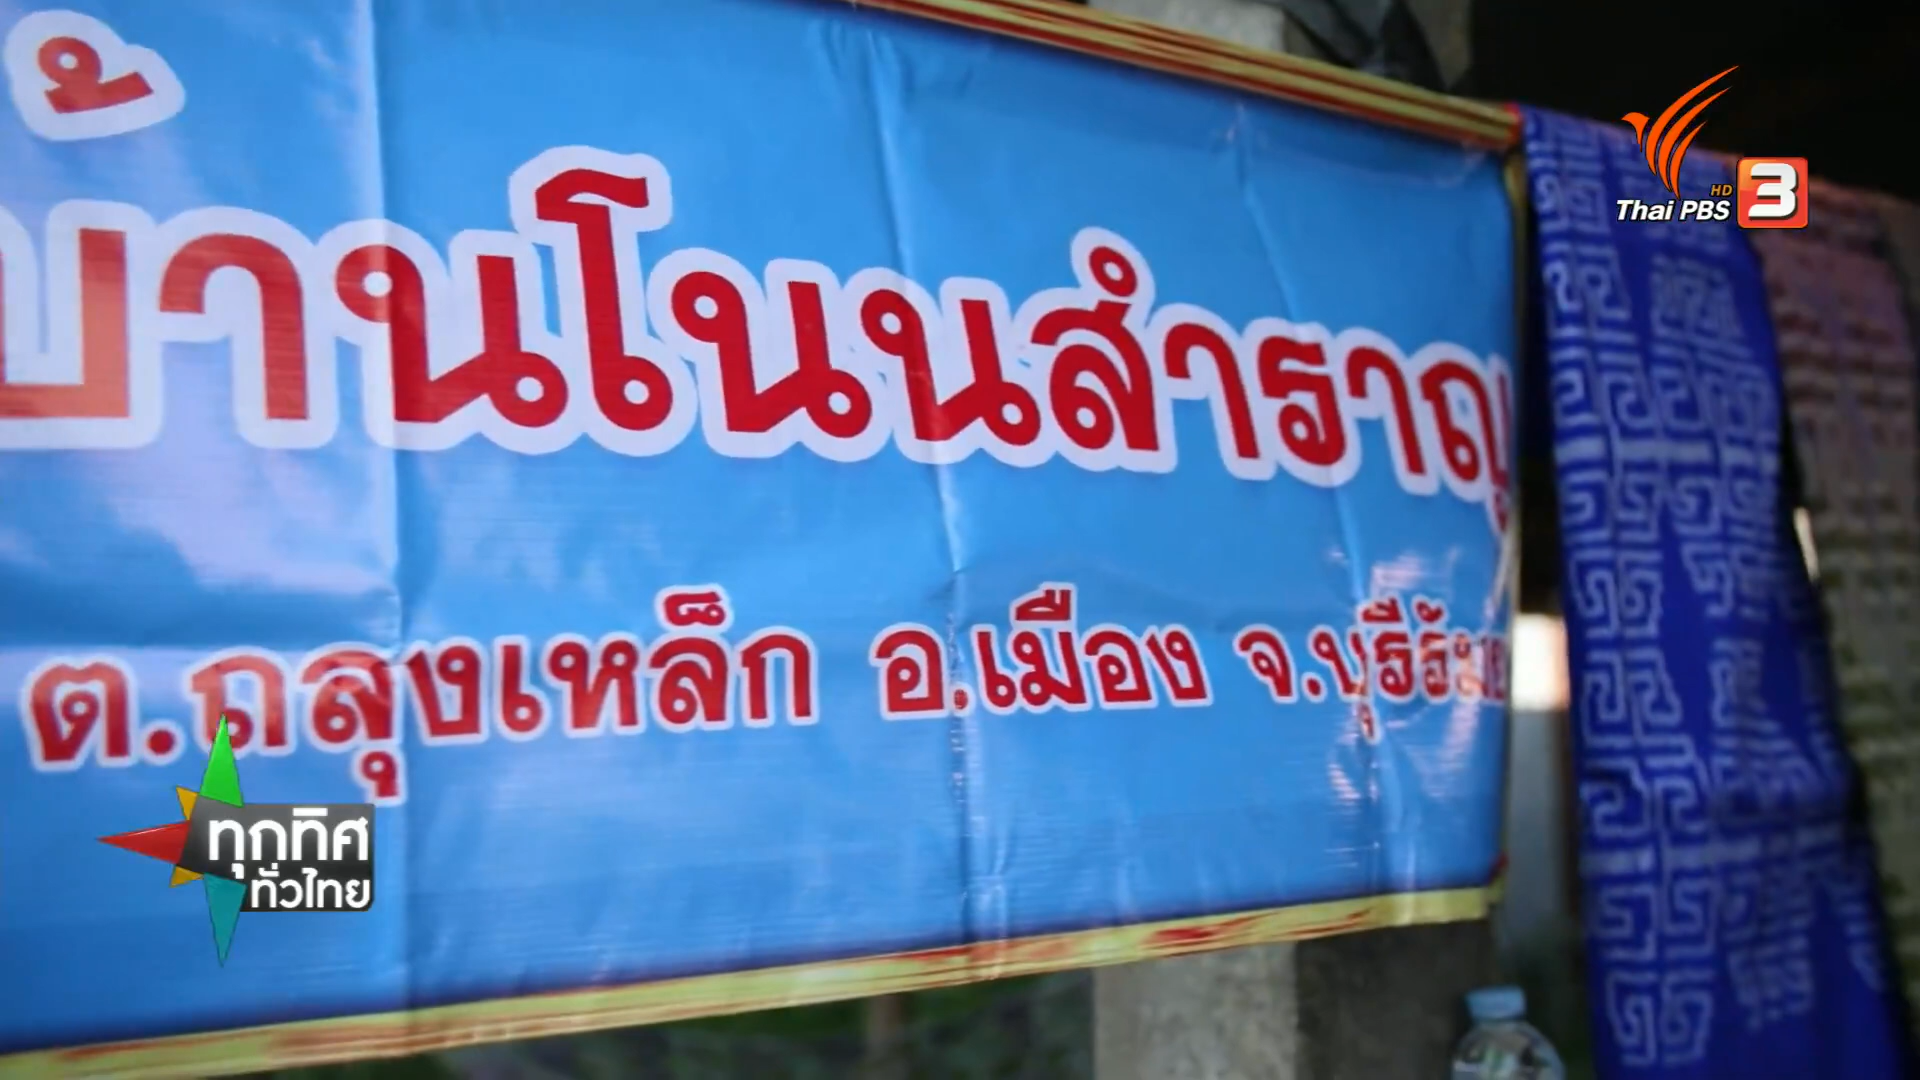 บ้านโนนสำราญ
ต.ถลุงเหล็ก อ.เมือง จ.บุรีรัมย์
HD
Thai PBS 3
ทุกทิศ
ทั่วไทย